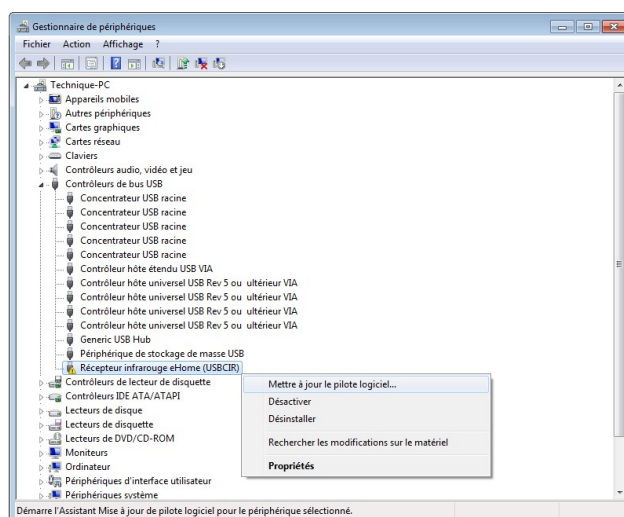 Gestionnaire de périphériques
Fichier Action Affichage ?
Technique-PC
Appareils mobiles
Autres périphériques
Cartes graphiques
Cartes réseau
Claviers
Contrôleurs audio, vidéo et jeu
Contrôleurs de bus USB
Concentrateur USB racine
Concentrateur USB racine
Concentrateur USB racine
Concentrateur USB racine
Concentrateur USB racine
Contrôleur hôte étendu USB VIA
Contrôleur hôte universel USB Rev 5 ou ultérieur VIA
Contrôleur hôte universel USB Rev 5 ou ultérieur VIA
Contrôleur hôte universel USB Rev 5 ou ultérieur VIA
Contrôleur hôte universel USB Rev 5 ou ultérieur VIA
Generic USB Hub
Périphérique de stockage de masse USB
Récepteur infrarouge eHome (USBCIR)
Contrôleurs de lecteur de disquette
Contrôleurs IDE ATA/ATAPI
Lecteurs de disque
Lecteurs de disquette
Lecteurs de DVD/CD-ROM
Moniteurs
Ordinateur
Périphériques d'interface utilisateur
Périphériques système
Mettre à jour le pilote logiciel...
Désactiver
Désinstaller
Rechercher les modifications sur le matériel
Propriétés
Démarre l'Assistant Mise à jour de pilote logiciel pour le périphérique sélectionné.